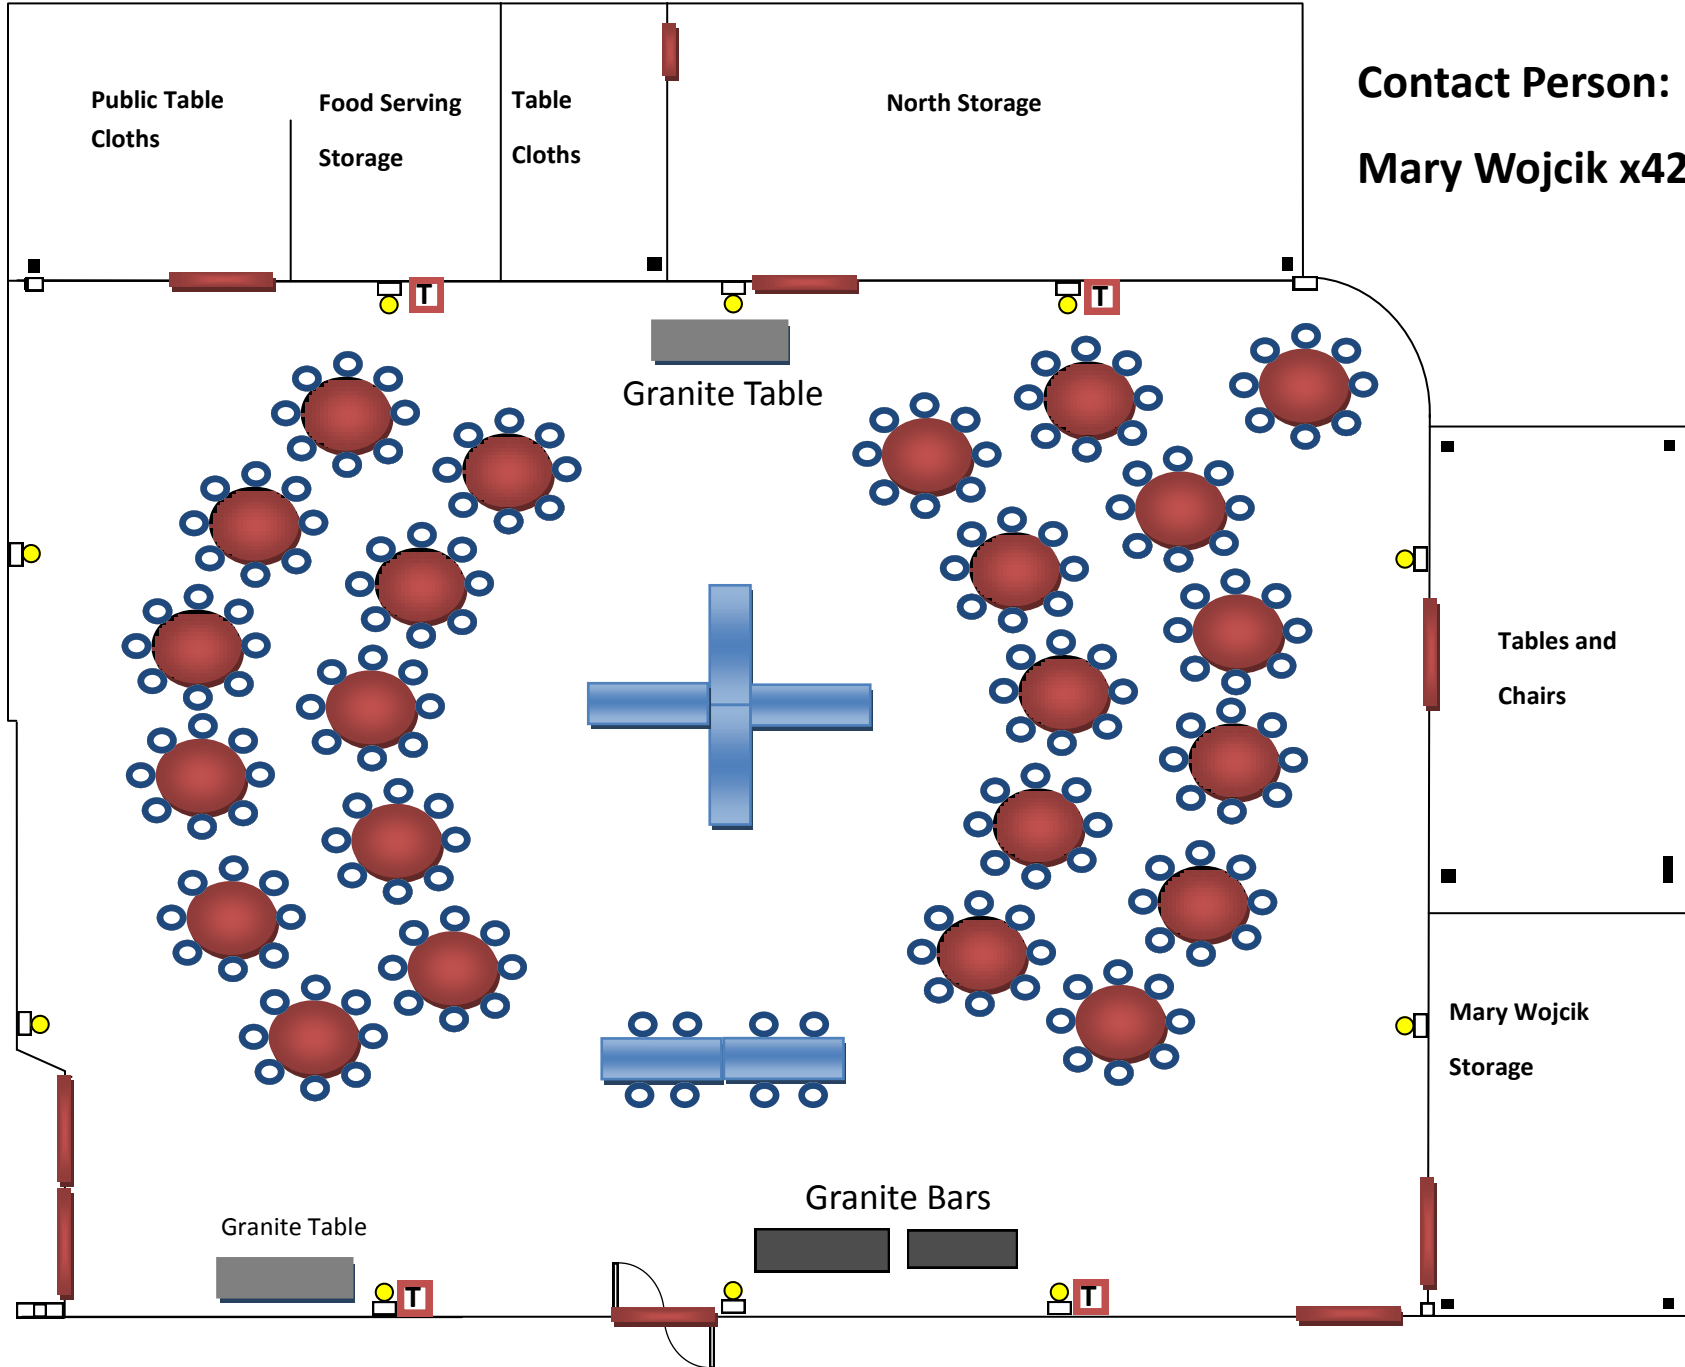 Contact Person:
Mary Wojcik x42
Public Table
Cloths
Food Serving
Storage
Table
Cloths
North Storage
T
T
Granite Table
Tables and
Chairs
Mary Wojcik
Storage
Granite Bars
Granite Table
T
T